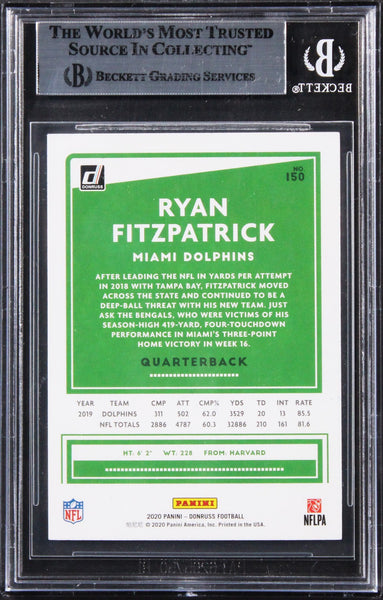 THE WORLD'S MOST TRUSTED
SOURCE IN COLLECTING™
BECKETT GRADING SERVICES
BECKETT
DONRUSS
NO.
150
RYAN
FITZPATRICK
MIAMI DOLPHINS
AFTER LEADING THE NFL IN YARDS PER ATTEMPT
IN 2018 WITH TAMPA BAY, FITZPATRICK MOVED
ACROSS THE STATE AND CONTINUED TO BE A
DEEP-BALL THREAT WITH HIS NEW TEAM. JUST
ASK THE BENGALS, WHO WERE VICTIMS OF HIS
SEASON-HIGH 419-YARD, FOUR-TOUCHDOWN
PERFORMANCE IN MIAMI'S THREE-POINT
HOME VICTORY IN WEEK 16.
QUARTERBACK
YEAR TEAM CMP ATT CMP% YDS TD INT RATE
2019 DOLPHINS 311 502 62.0 3529 20 13 85.5
NFL TOTALS 2886 4787 60.3 32886 210 161 81.6
HT: 6' 2" WT: 228 FROM: HARVARD
NFL
PANINI
NFLPA
2020 PANINI – DONRUSS FOOTBALL
© 2020 Panini America, Inc. Printed in the USA.